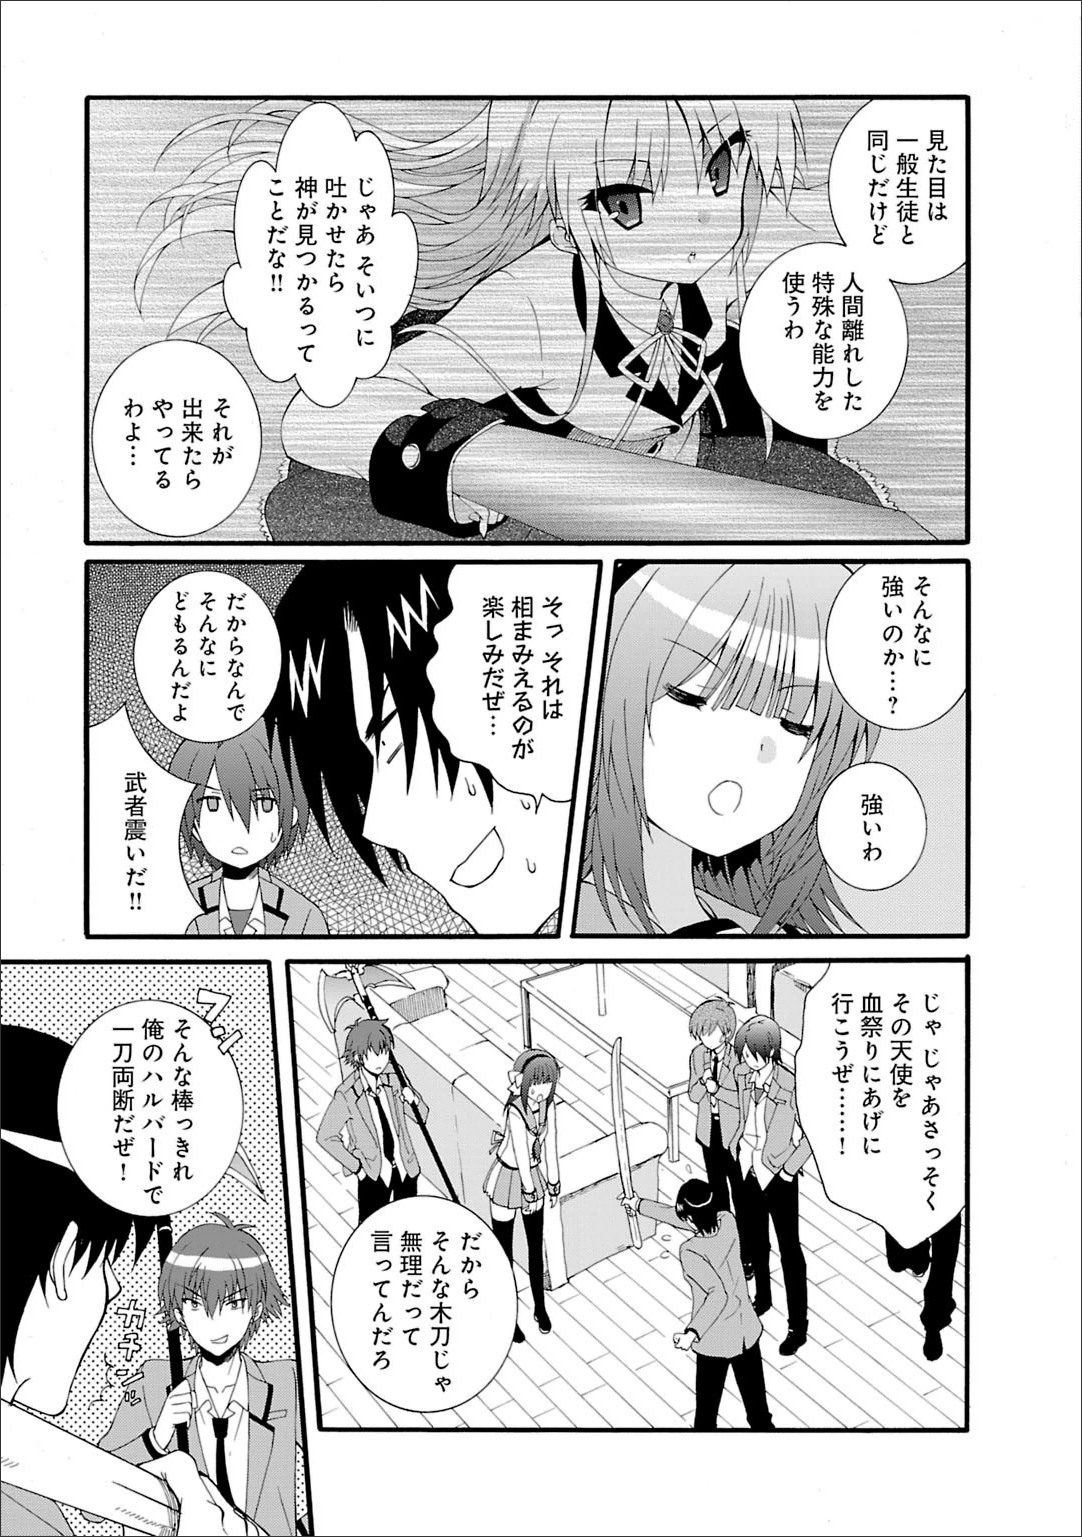 見た目は
一般生徒と
同じだけど
人間離れした
特殊な能力を
使うわ
じゃあ そいつに
吐かせたら
神が見つかるって
ことだな!!
それが
出来たら
やってる
わよ…
そんなに
強いのか…?
強いわ
そっ それは
相まみえるのが
楽しみだぜ…
だからなんで
そんなに
どもるんだよ
武者震いだ!!
じゃ じゃあさっそく
その天使を
血祭りにあげに
行こうぜ………!
だから
そんな木刀じゃ
無理だって
言ってんだろ
フッ
そんな棒っきれ
俺のハルバードで
一刀両断だぜ!
カチン!!